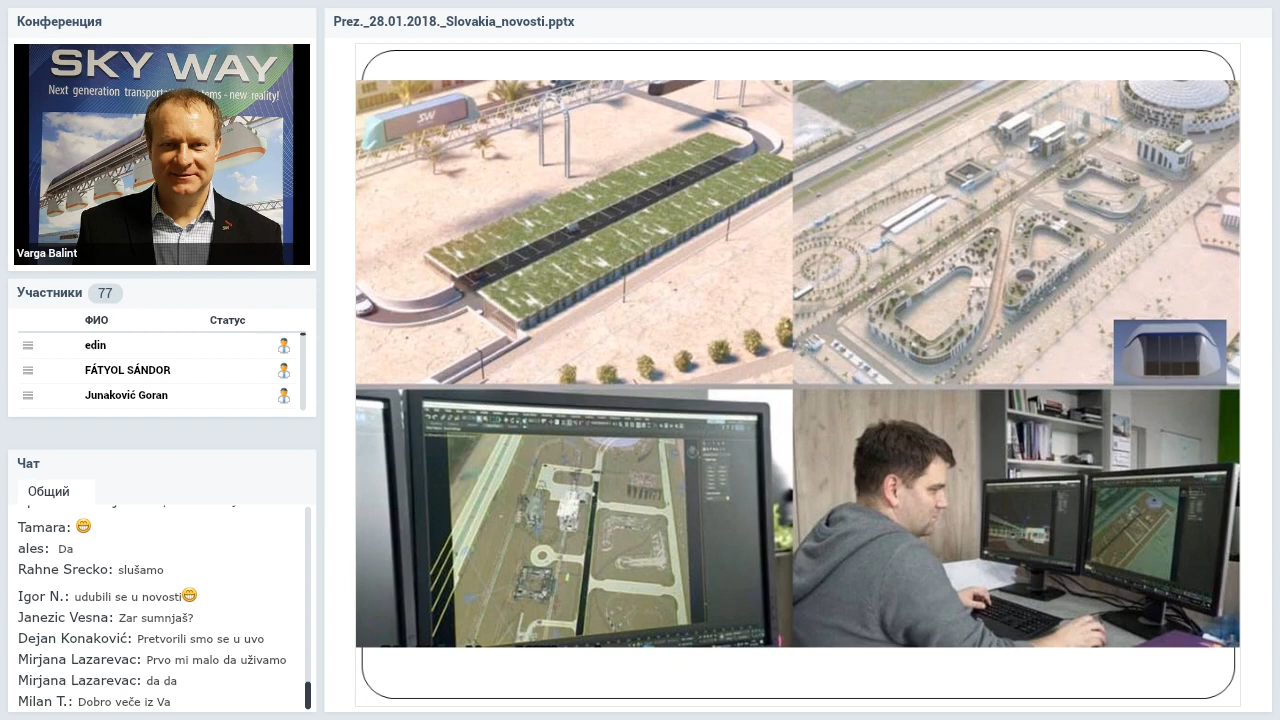 Конференция
SKY WAY
Next generation transporta
ems - new reality!
Varga Balint
Участники 77
ФИО Статус
edin
FÁTYOL SÁNDOR
Junaković Goran
Чат
Общий
Tamara:
ales: Da
Rahne Srecko: slušamo
Igor N.: udubili se u novosti
Janezic Vesna: Zar sumnjaš?
Dejan Konaković: Pretvorili smo se u uvo
Mirjana Lazarevac: Prvo mi malo da uživamo
Mirjana Lazarevac: da da
Milan T.: Dobro veče iz Va
Prez._28.01.2018._Slovakia_novosti.pptx
SW